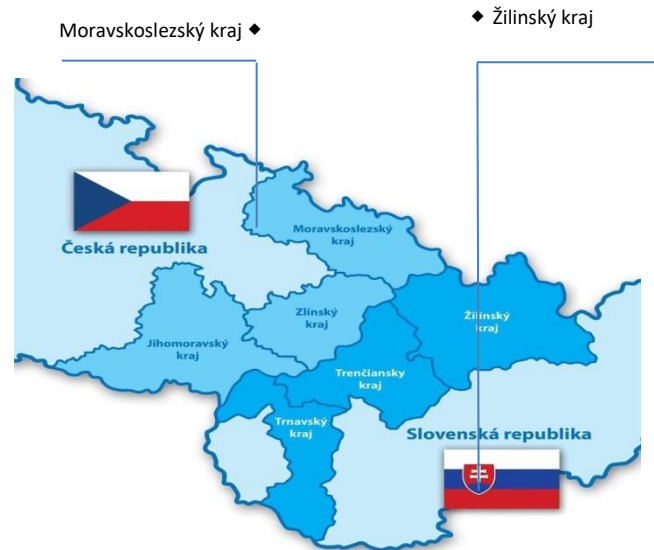 Moravskoslezský kraj ◆
◆ Žilinský kraj
Moravskoslezský
kraj
Česká republika
Zlínský
kraj
Žilinský
kraj
Jihomoravský
kraj
Trenčiansky
kraj
Trnavský
kraj
Slovenská republika